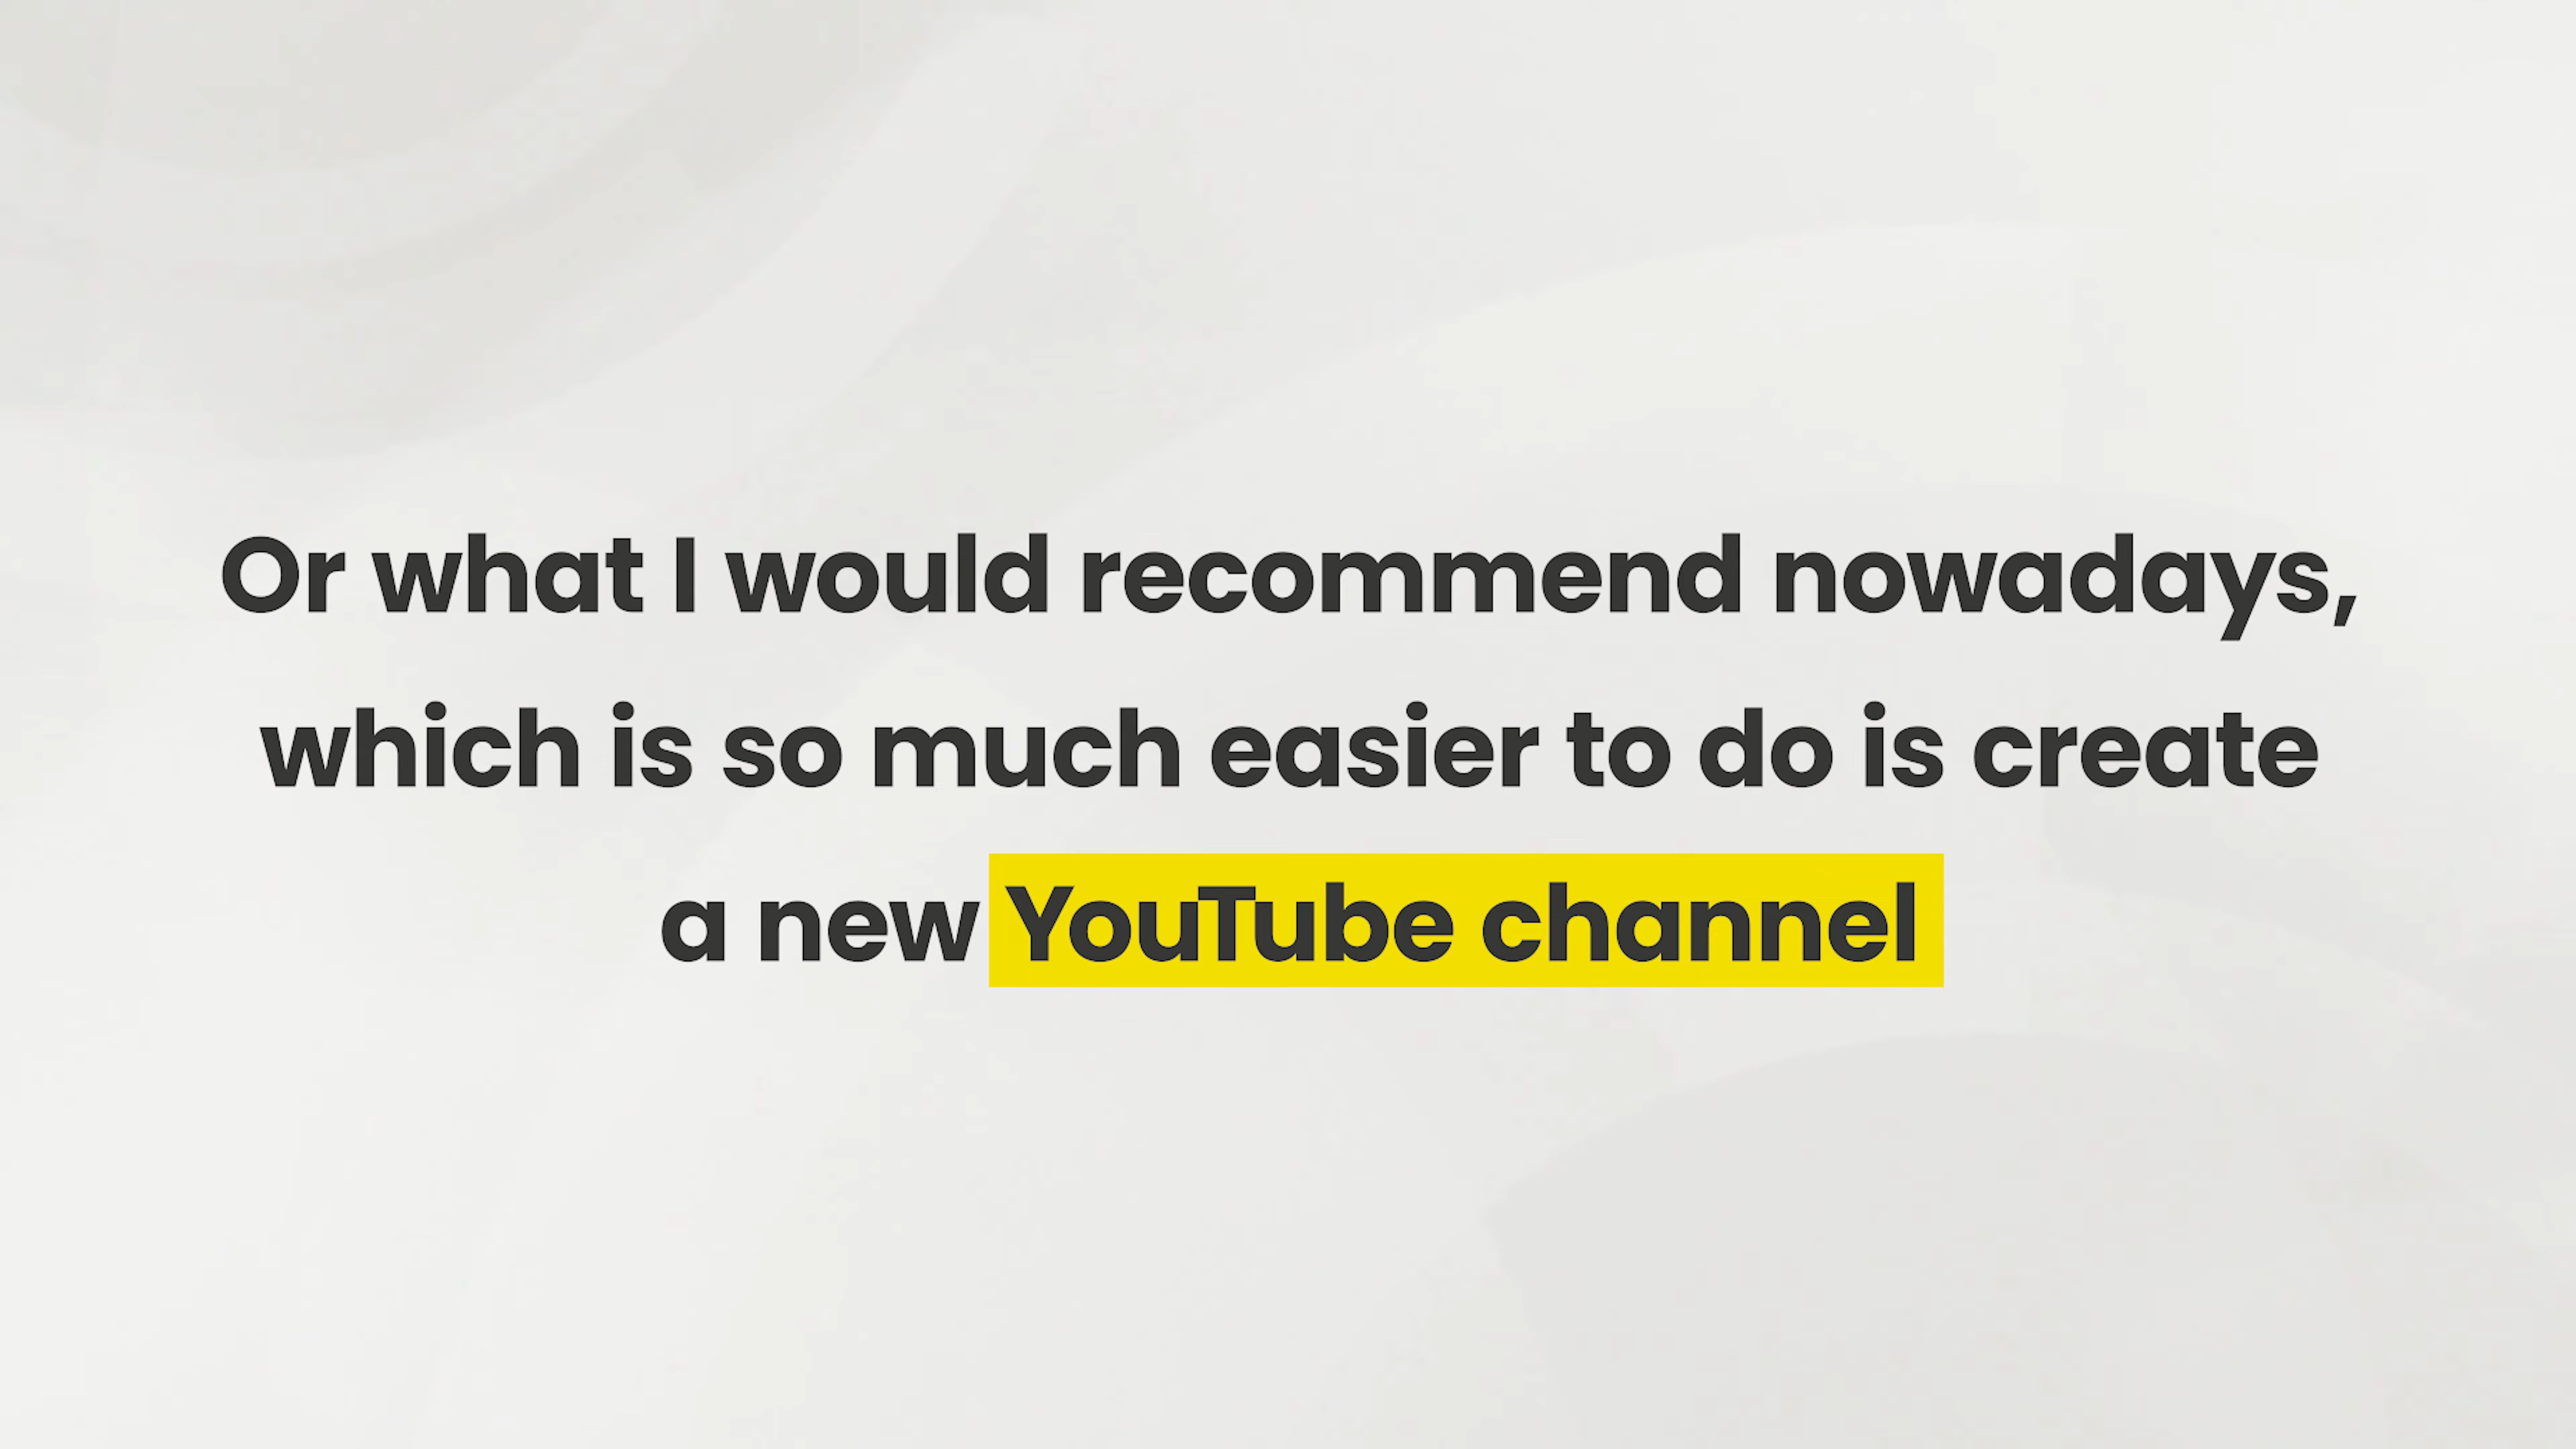 Or what I would recommend nowadays,
which is so much easier to do is create
a new YouTube channel